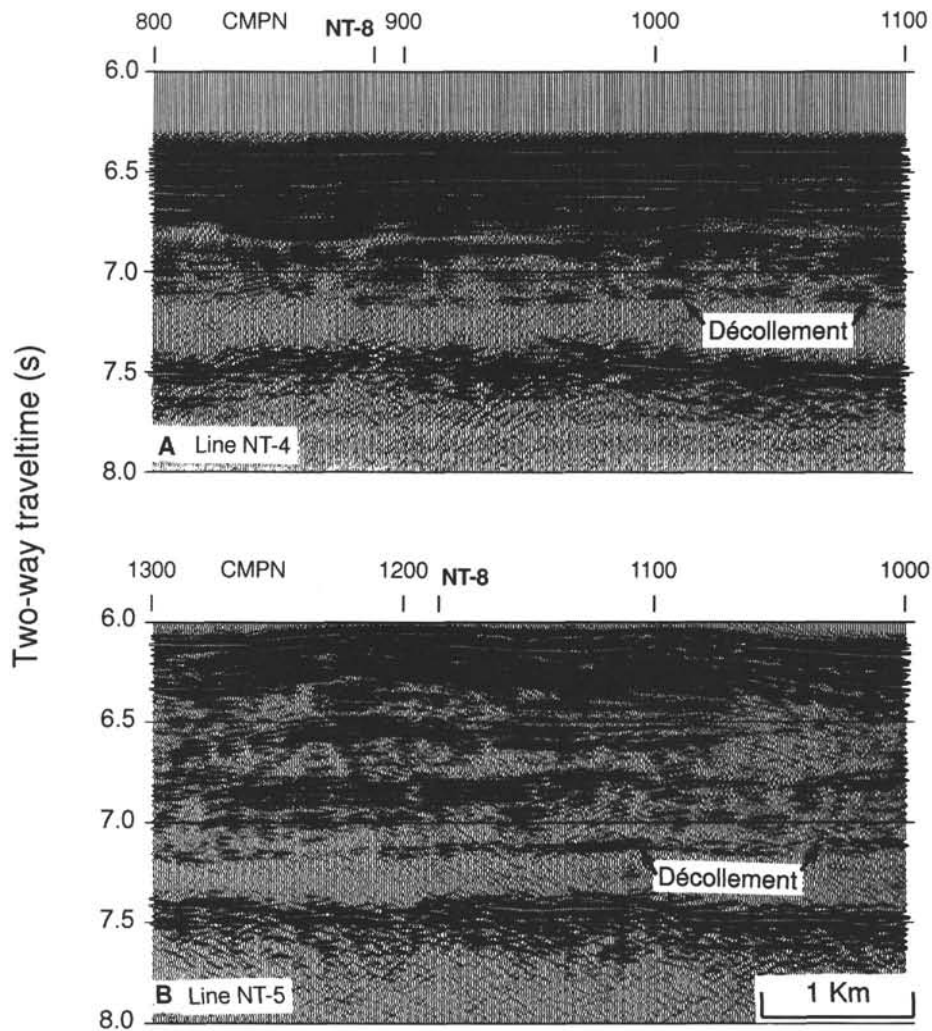 800 CMPN NT-8 900 1000 1100
6.0
6.5
7.0
Décollement
7.5
A Line NT-4
8.0
Two-way traveltime (s)
1300 CMPN 1200 NT-8 1100 1000
6.0
6.5
7.0
Décollement
7.5
B Line NT-5
1 Km
8.0